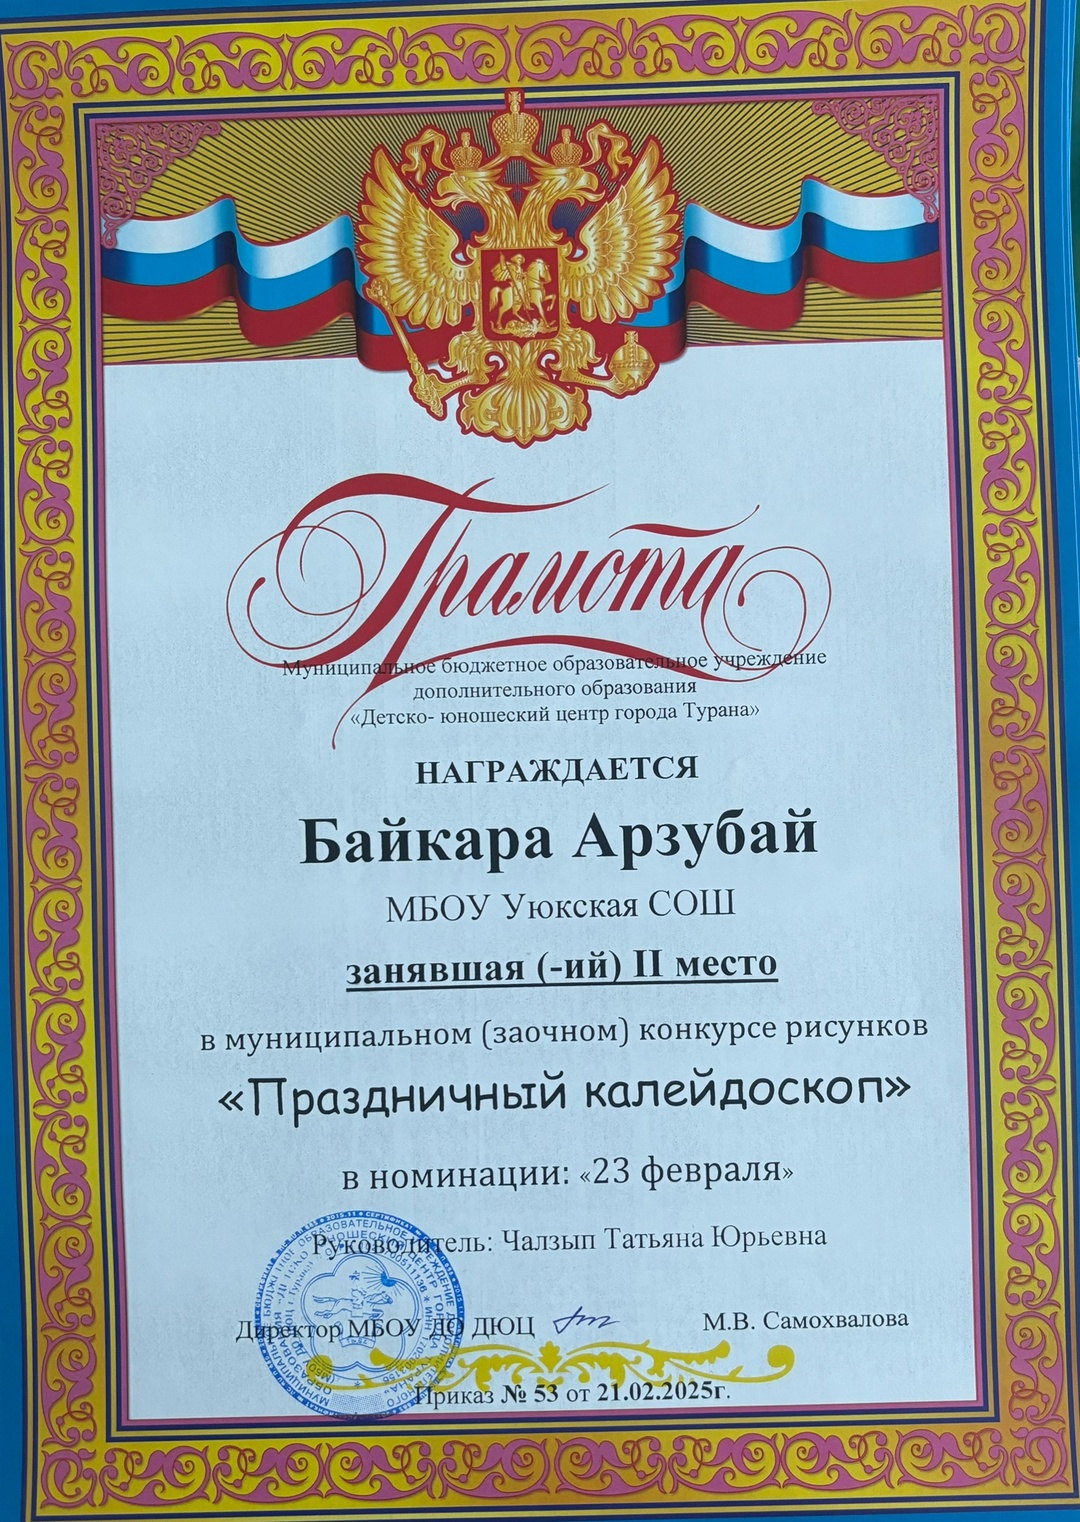 Грамота
Муниципальное бюджетное образовательное учреждение
дополнительного образования
«Детско- юношеский центр города Турана»
НАГРАЖДАЕТСЯ
Байкара Арзубай
МБОУ Уюкская СОШ
занявшая (-ий) II место
в муниципальном (заочном) конкурсе рисунков
«Праздничный калейдоскоп»
в номинации: «23 февраля»
Руководитель: Чалзып Татьяна Юрьевна
Директор МБОУ ДО ДЮЦ
М.В. Самохвалова
Приказ № 53 от 21.02.2025г.